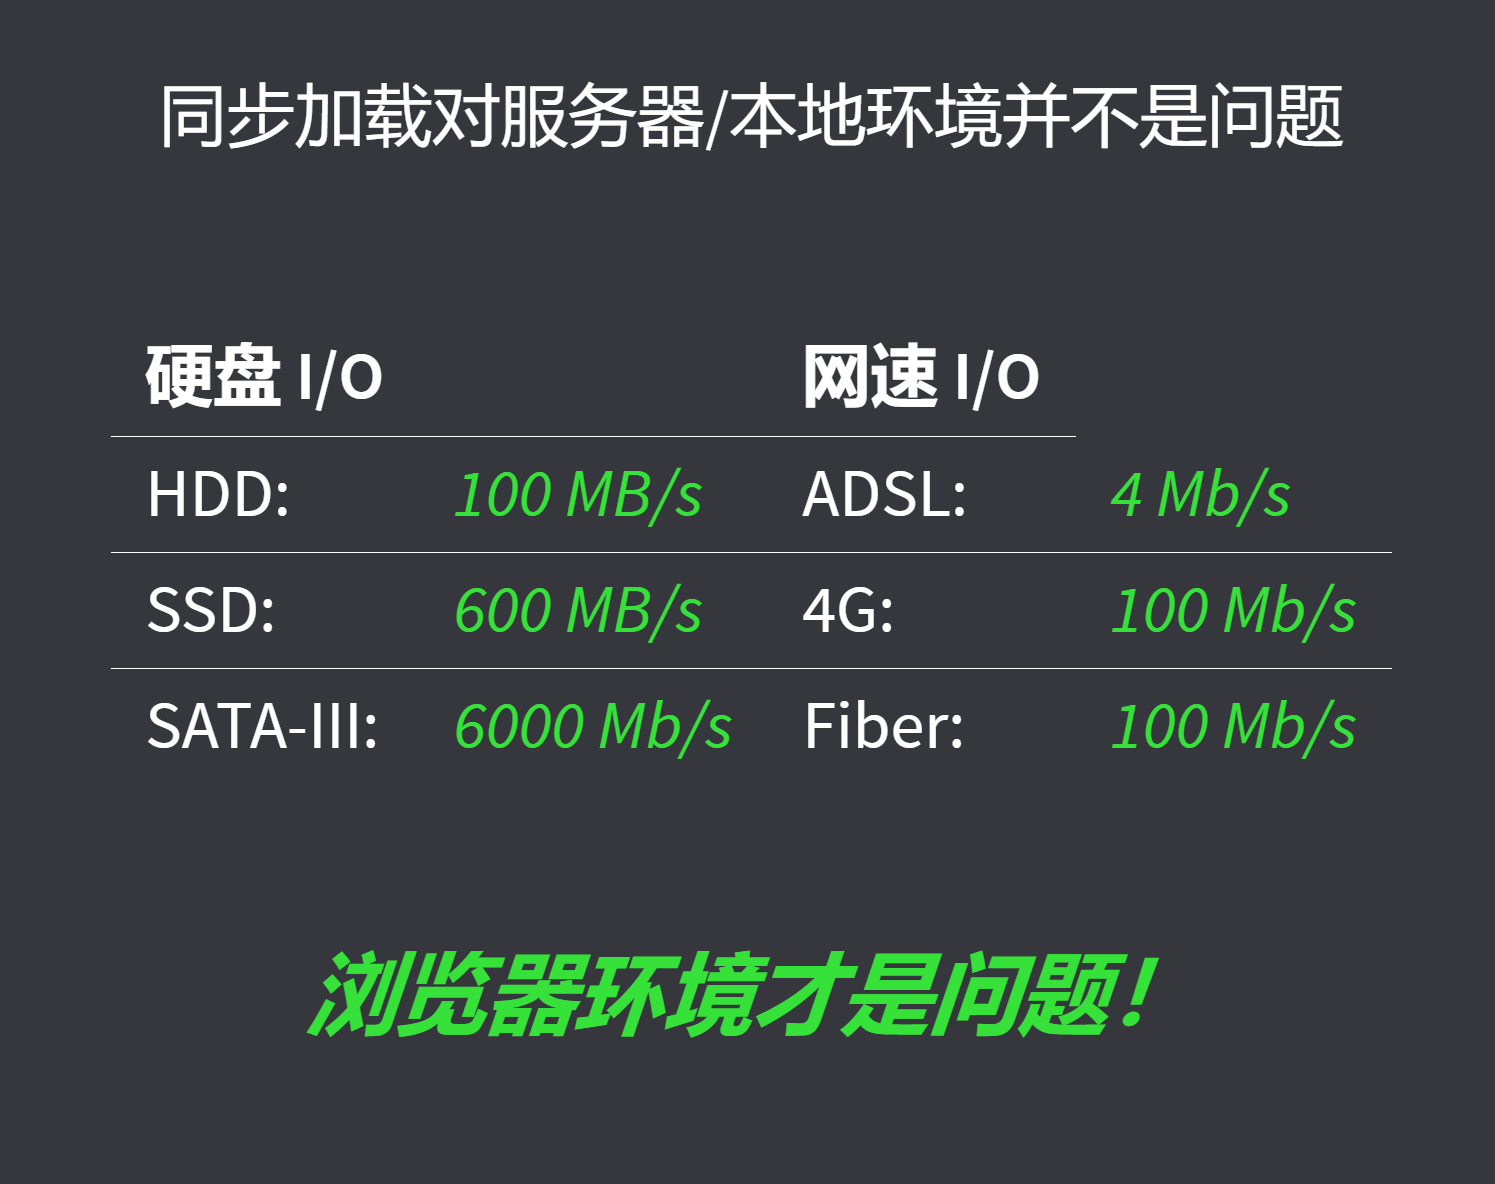 同步加载对服务器/本地环境并不是问题
硬盘 I/O 网速 I/O
HDD: 100 MB/s ADSL: 4 Mb/s
SSD: 600 MB/s 4G: 100 Mb/s
SATA-III: 6000 Mb/s Fiber: 100 Mb/s
浏览器环境才是问题！